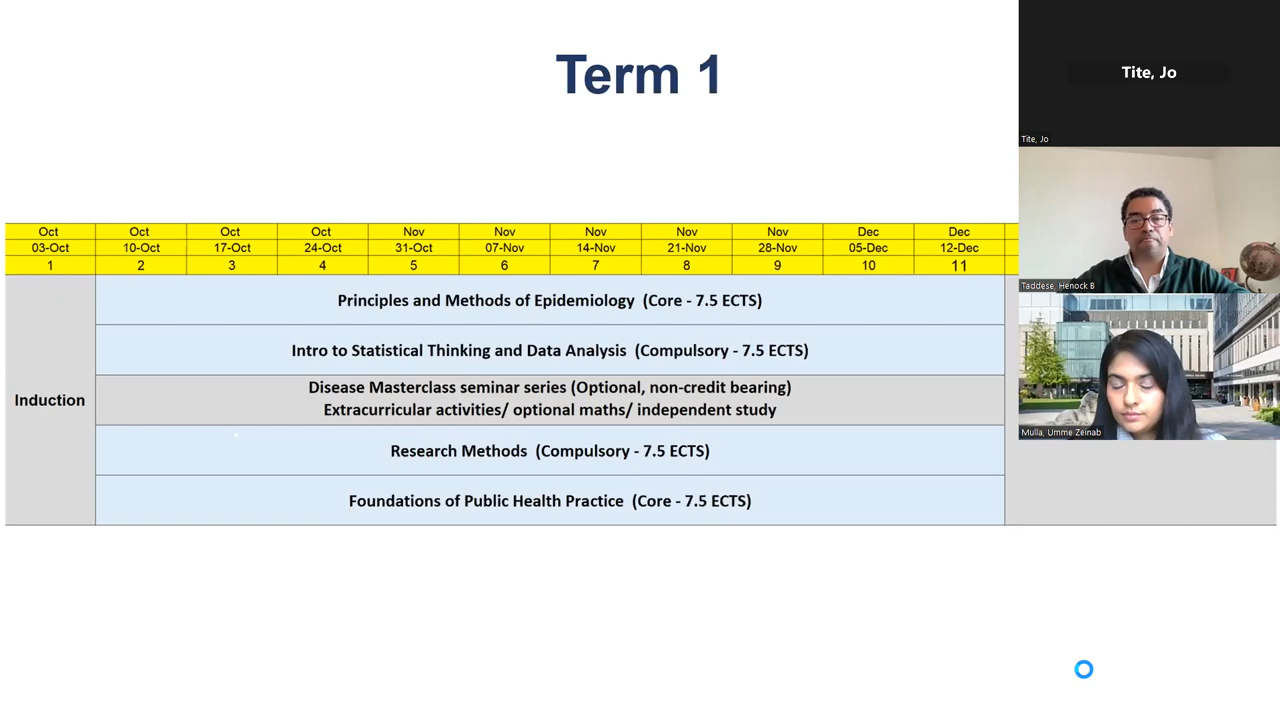 Term 1
Tite, Jo
Tite, Jo
Oct Oct Oct Oct Nov Nov Nov Nov Nov Dec Dec
03-Oct 10-Oct 17-Oct 24-Oct 31-Oct 07-Nov 14-Nov 21-Nov 28-Nov 05-Dec 12-Dec
1 2 3 4 5 6 7 8 9 10 11
Taddese, Henock B
Principles and Methods of Epidemiology (Core - 7.5 ECTS)
Intro to Statistical Thinking and Data Analysis (Compulsory - 7.5 ECTS)
Disease Masterclass seminar series (Optional, non-credit bearing)
Induction
Extracurricular activities/ optional maths/ independent study
Mulla, Umme Zeinab
Research Methods (Compulsory - 7.5 ECTS)
Foundations of Public Health Practice (Core - 7.5 ECTS)